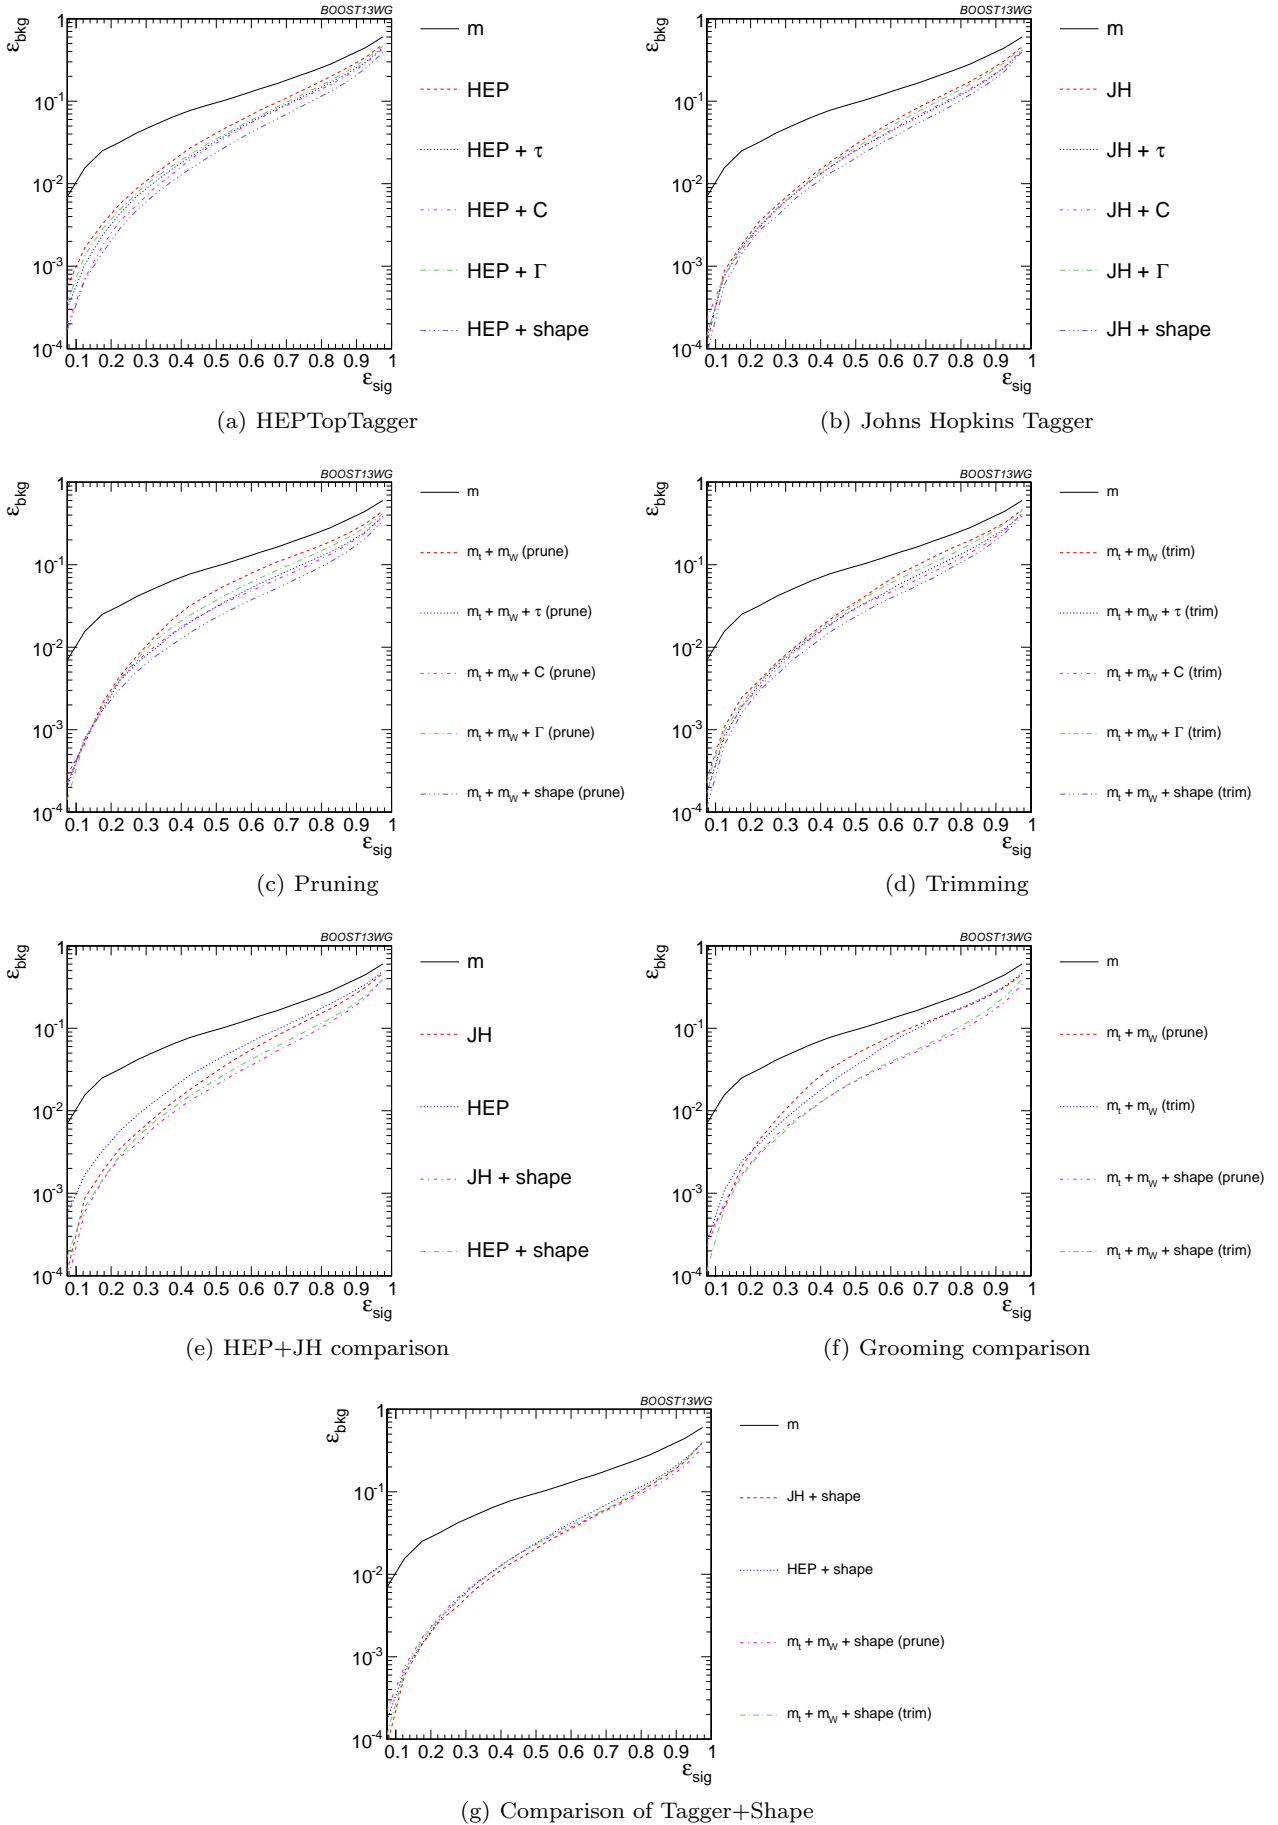 BOOST13WG
ε_bkg
1
10^-1
10^-2
10^-3
10^-4
0.1 0.2 0.3 0.4 0.5 0.6 0.7 0.8 0.9 1
ε_sig
m
HEP
HEP + τ
HEP + C
HEP + Γ
HEP + shape
(a) HEPTopTagger
BOOST13WG
ε_bkg
1
10^-1
10^-2
10^-3
10^-4
0.1 0.2 0.3 0.4 0.5 0.6 0.7 0.8 0.9 1
ε_sig
m
JH
JH + τ
JH + C
JH + Γ
JH + shape
(b) Johns Hopkins Tagger
BOOST13WG
ε_bkg
1
10^-1
10^-2
10^-3
10^-4
0.1 0.2 0.3 0.4 0.5 0.6 0.7 0.8 0.9 1
ε_sig
m
m_t + m_W (prune)
m_t + m_W + τ (prune)
m_t + m_W + C (prune)
m_t + m_W + Γ (prune)
m_t + m_W + shape (prune)
(c) Pruning
BOOST13WG
ε_bkg
1
10^-1
10^-2
10^-3
10^-4
0.1 0.2 0.3 0.4 0.5 0.6 0.7 0.8 0.9 1
ε_sig
m
m_t + m_W (trim)
m_t + m_W + τ (trim)
m_t + m_W + C (trim)
m_t + m_W + Γ (trim)
m_t + m_W + shape (trim)
(d) Trimming
BOOST13WG
ε_bkg
1
10^-1
10^-2
10^-3
10^-4
0.1 0.2 0.3 0.4 0.5 0.6 0.7 0.8 0.9 1
ε_sig
m
JH
HEP
JH + shape
HEP + shape
(e) HEP+JH comparison
BOOST13WG
ε_bkg
1
10^-1
10^-2
10^-3
10^-4
0.1 0.2 0.3 0.4 0.5 0.6 0.7 0.8 0.9 1
ε_sig
m
m_t + m_W (prune)
m_t + m_W (trim)
m_t + m_W + shape (prune)
m_t + m_W + shape (trim)
(f) Grooming comparison
BOOST13WG
ε_bkg
1
10^-1
10^-2
10^-3
10^-4
0.1 0.2 0.3 0.4 0.5 0.6 0.7 0.8 0.9 1
ε_sig
m
JH + shape
HEP + shape
m_t + m_W + shape (prune)
m_t + m_W + shape (trim)
(g) Comparison of Tagger+Shape